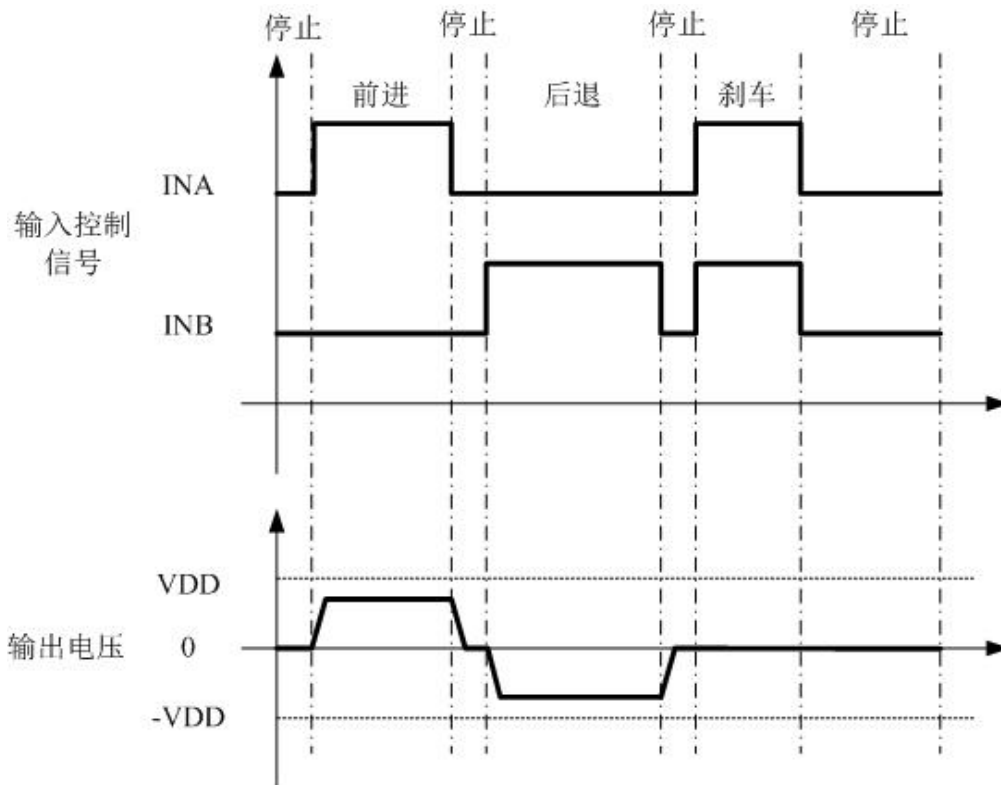 停止 停止 停止 停止
前进 后退 刹车
INA
输入控制
信号
INB
VDD
输出电压 0
-VDD